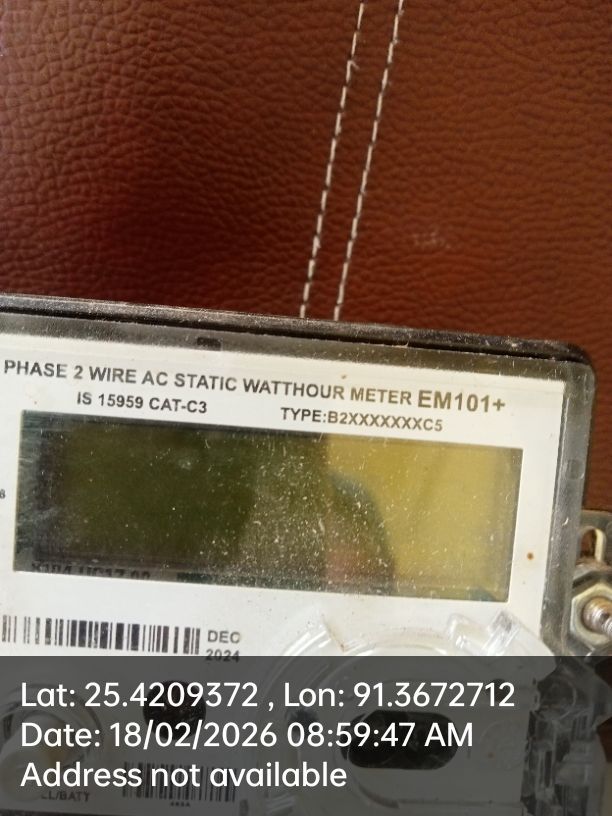 PHASE 2 WIRE AC STATIC WATTHOUR METER EM101+
IS 15959 CAT-C3
TYPE:B2XXXXXXXC5
DEC
2024
Lat: 25.4209372 , Lon: 91.3672712
Date: 18/02/2026 08:59:47 AM
Address not available